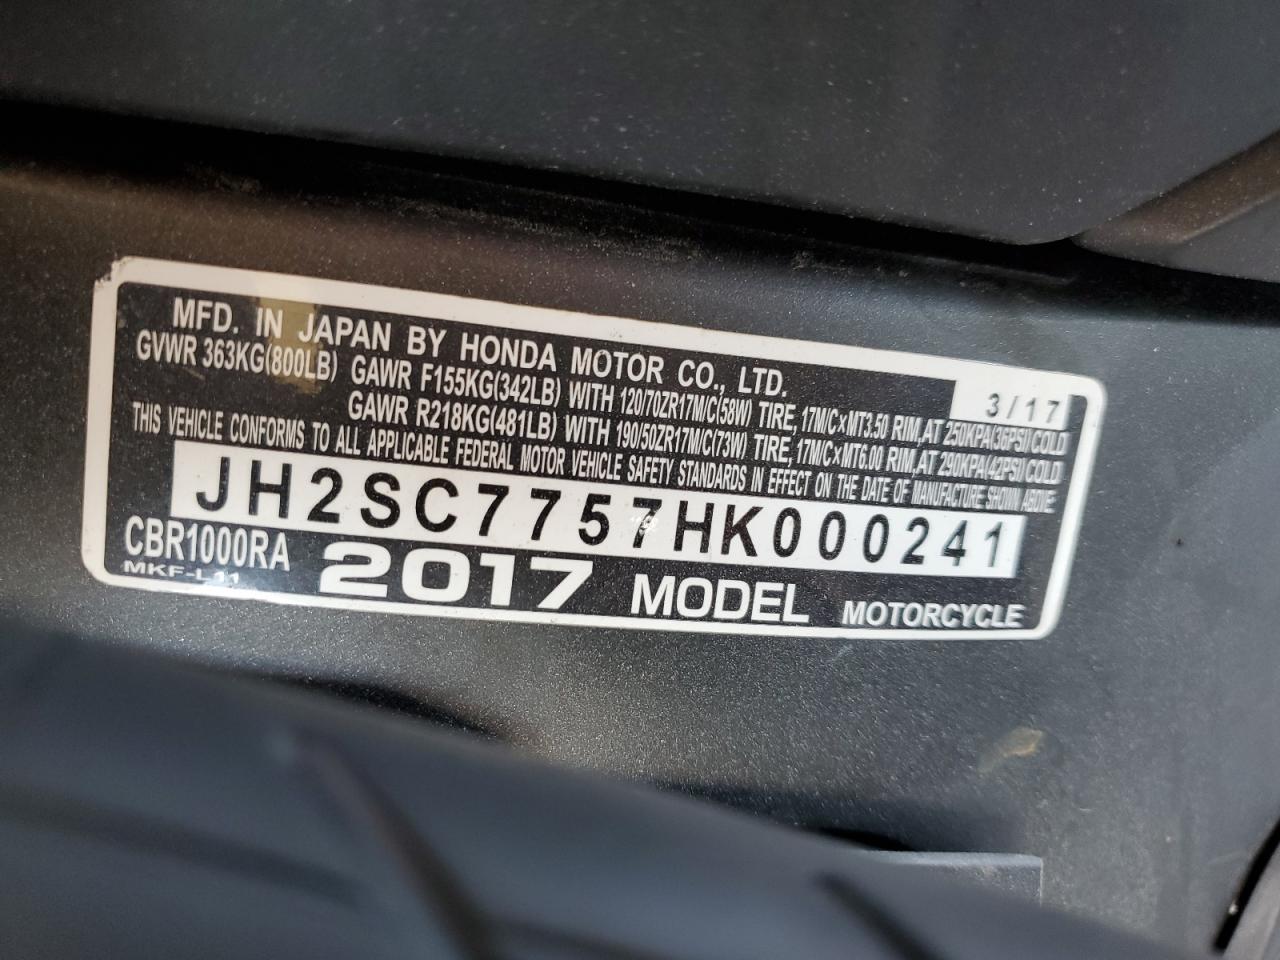 MFD. IN JAPAN BY HONDA MOTOR CO., LTD. 3/17
GVWR 363KG(800LB) GAWR F155KG(342LB) WITH 120/70ZR17M/C(58W) TIRE, 17M/C×MT3.50 RIM, AT 250KPA(36PSI)COLD
GAWR R218KG(481LB) WITH 190/50ZR17M/C(73W) TIRE, 17M/C×MT6.00 RIM, AT 290KPA(42PSI)COLD
THIS VEHICLE CONFORMS TO ALL APPLICABLE FEDERAL MOTOR VEHICLE SAFETY STANDARDS IN EFFECT ON THE DATE OF MANUFACTURE SHOWN ABOVE.
JH2SC7757HK000241
CBR1000RA 2017 MODEL MOTORCYCLE
MKF-L11